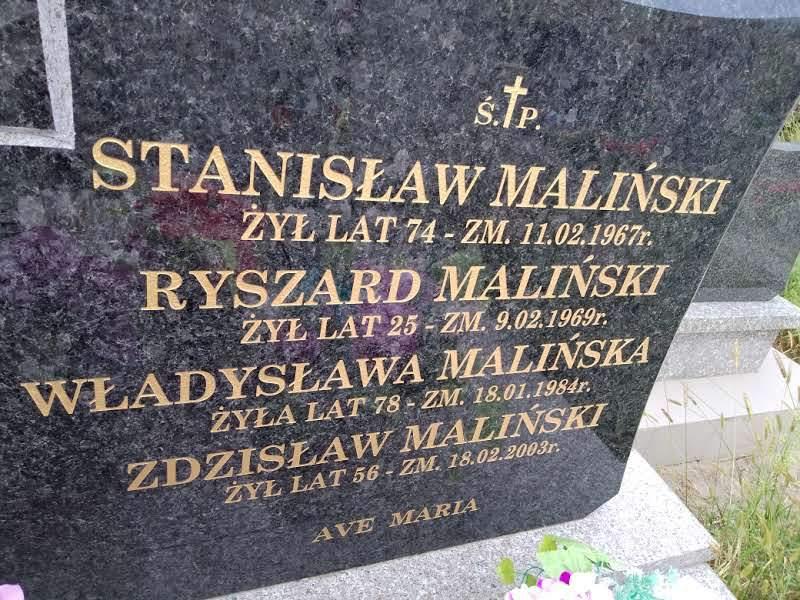 Ś.†P.
STANISŁAW MALIŃSKI
ŻYŁ LAT 74 - ZM. 11.02.1967r.
RYSZARD MALIŃSKI
ŻYŁ LAT 25 - ZM. 9.02.1969r.
WŁADYSŁAWA MALIŃSKA
ŻYŁA LAT 78 - ZM. 18.01.1984r.
ZDZISŁAW MALIŃSKI
ŻYŁ LAT 56 - ZM. 18.02.2003r.
AVE MARIA